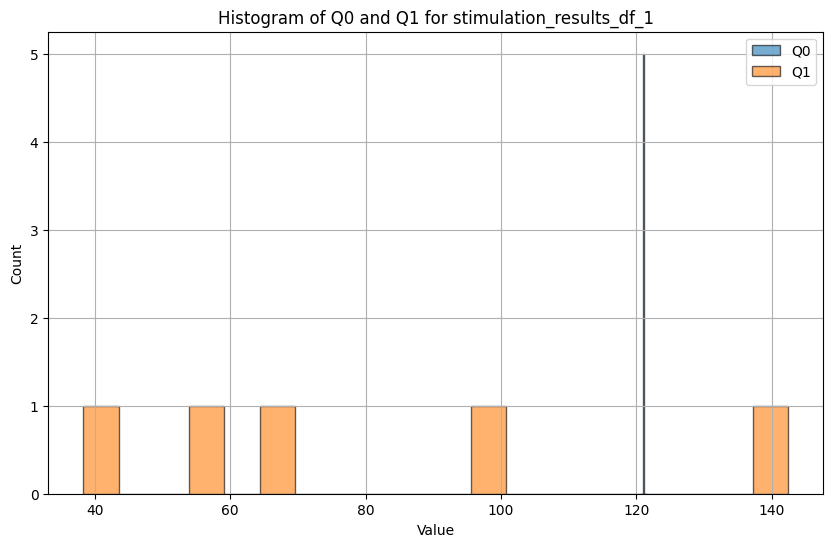 Histogram of Q0 and Q1 for stimulation_results_df_1
Q0
Q1
Count
5
4
3
2
1
0
40
60
80
100
120
140
Value